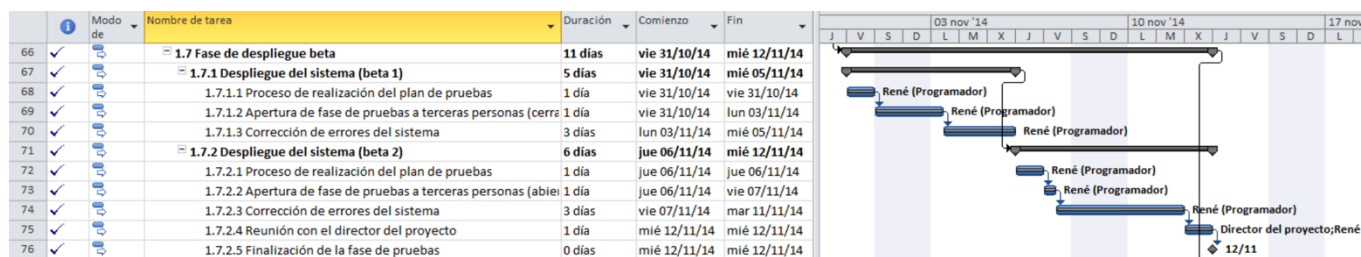 Modo de Nombre de tarea Duración Comienzo Fin 03 nov '14 10 nov '14 17 nov
J V S D L M X J V S D L M X J V S D L
66 1.7 Fase de despliegue beta 11 días vie 31/10/14 mié 12/11/14
67 1.7.1 Despliegue del sistema (beta 1) 5 días vie 31/10/14 mié 05/11/14
68 1.7.1.1 Proceso de realización del plan de pruebas 1 día vie 31/10/14 vie 31/10/14 René (Programador)
69 1.7.1.2 Apertura de fase de pruebas a terceras personas (cerra 1 día vie 31/10/14 lun 03/11/14 René (Programador)
70 1.7.1.3 Corrección de errores del sistema 3 días lun 03/11/14 mié 05/11/14 René (Programador)
71 1.7.2 Despliegue del sistema (beta 2) 6 días jue 06/11/14 mié 12/11/14
72 1.7.2.1 Proceso de realización del plan de pruebas 1 día jue 06/11/14 jue 06/11/14 René (Programador)
73 1.7.2.2 Apertura de fase de pruebas a terceras personas (abier 1 día jue 06/11/14 vie 07/11/14 René (Programador)
74 1.7.2.3 Corrección de errores del sistema 3 días vie 07/11/14 mar 11/11/14 René (Programador)
75 1.7.2.4 Reunión con el director del proyecto 1 día mié 12/11/14 mié 12/11/14 Director del proyecto;René
76 1.7.2.5 Finalización de la fase de pruebas 0 días mié 12/11/14 mié 12/11/14 12/11